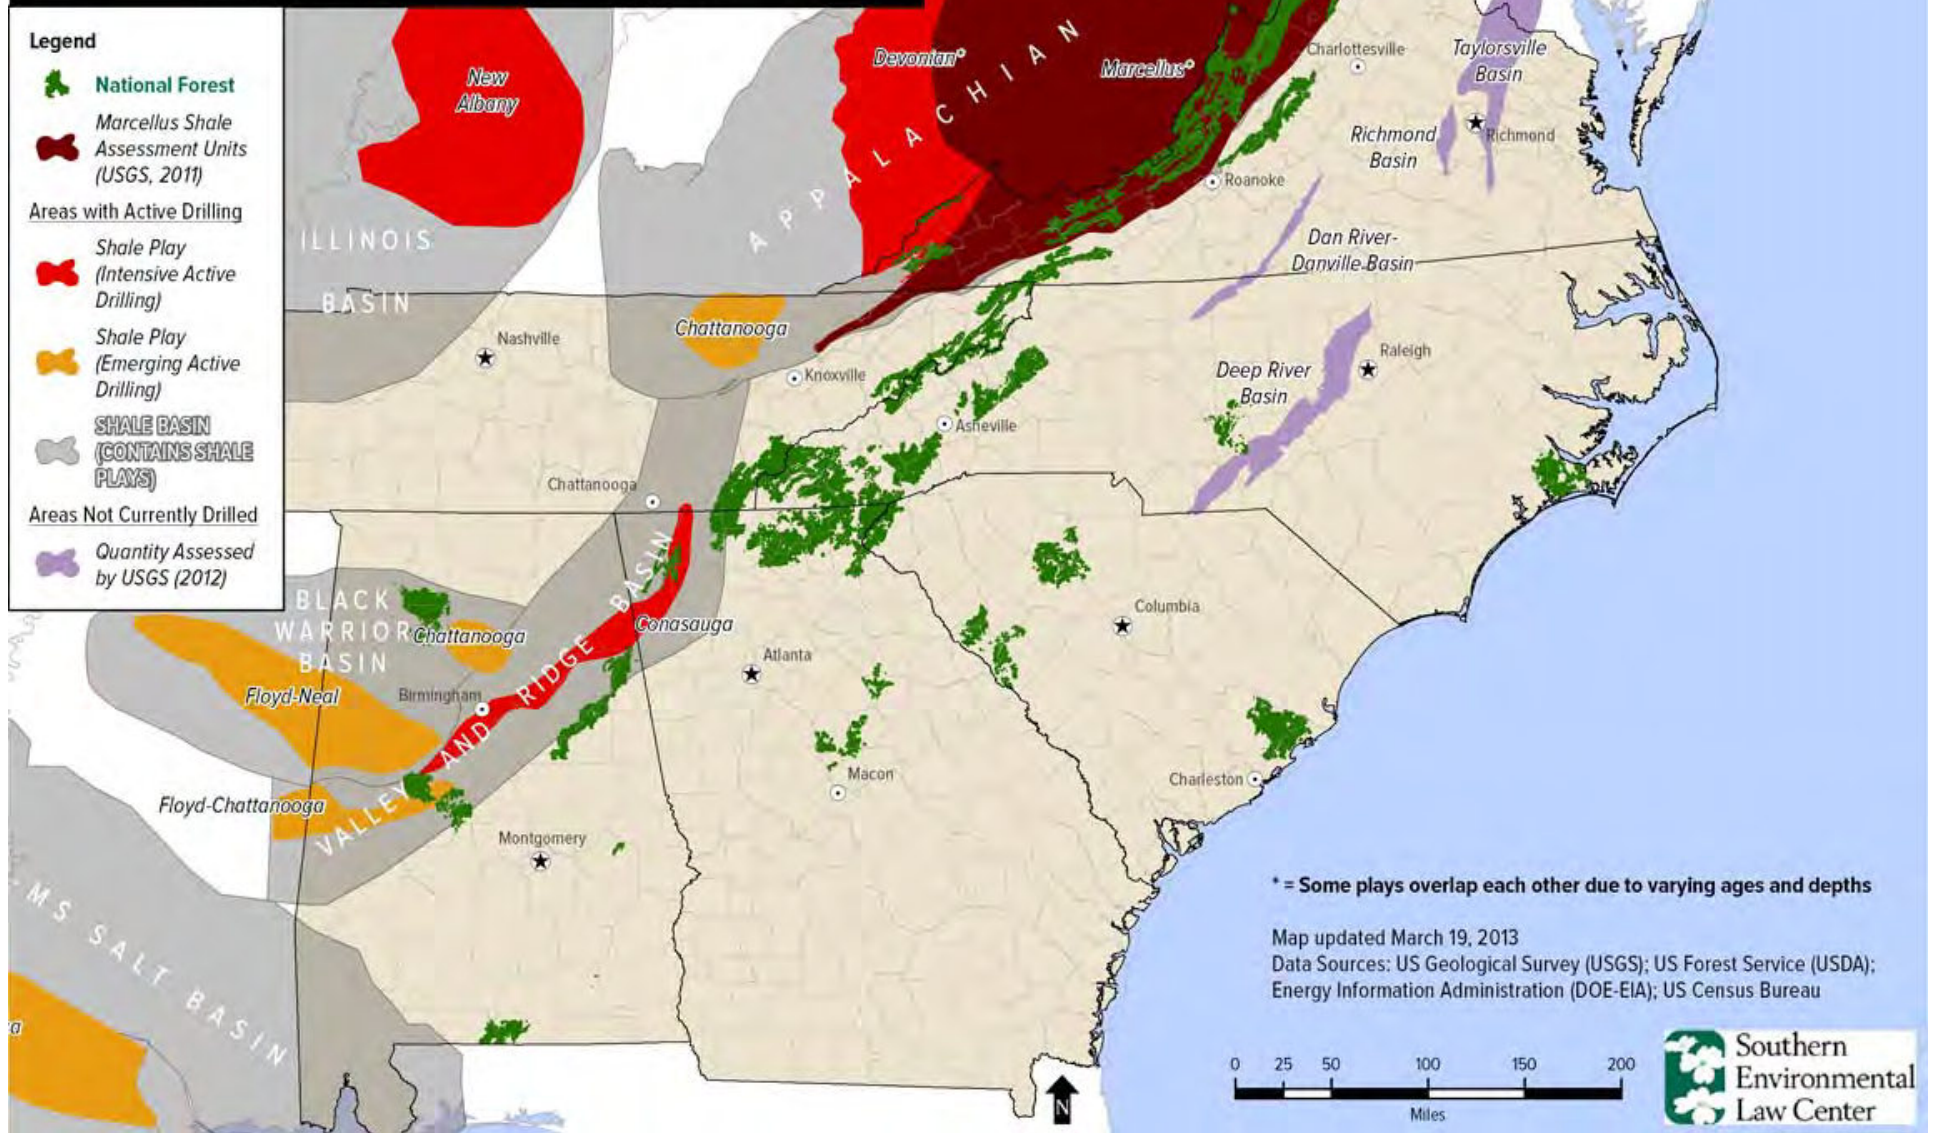 Legend
National Forest
Marcellus Shale
Assessment Units
(USGS, 2011)
Areas with Active Drilling
Shale Play
(Intensive Active
Drilling)
Shale Play
(Emerging Active
Drilling)
SHALE BASIN
(CONTAINS SHALE
PLAYS)
Areas Not Currently Drilled
Quantity Assessed
by USGS (2012)
New
Albany
ILLINOIS
BASIN
Devonian*
Marcellus*
APPALACHIAN
Charlottesville
Taylorsville
Basin
Richmond
Basin
Richmond
Roanoke
Dan River-
Danville Basin
Nashville
Chattanooga
Knoxville
Deep River
Basin
Raleigh
Asheville
Chattanooga
BLACK
WARRIOR
BASIN
Chattanooga
Conasauga
Columbia
Atlanta
Floyd-Neal
Birmingham
VALLEY AND RIDGE BASIN
Floyd-Chattanooga
Macon
Charleston
Montgomery
MS SALT BASIN
* = Some plays overlap each other due to varying ages and depths
Map updated March 19, 2013
Data Sources: US Geological Survey (USGS); US Forest Service (USDA);
Energy Information Administration (DOE-EIA); US Census Bureau
0 25 50 100 150 200
Miles
N
Southern
Environmental
Law Center